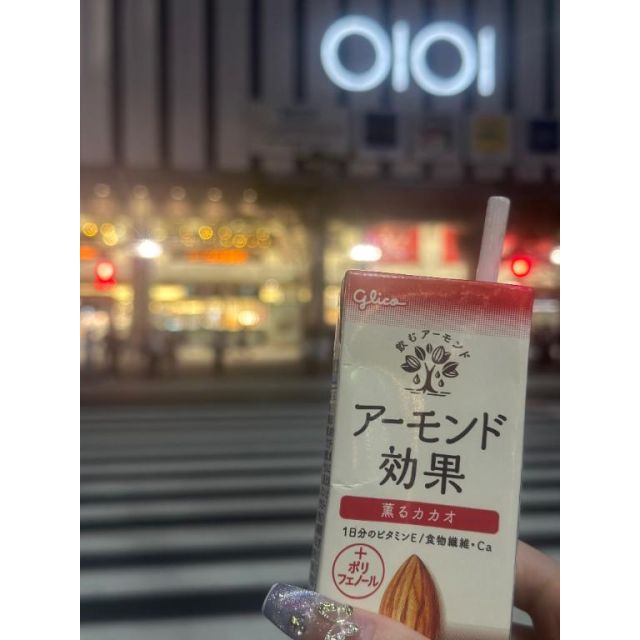 OIOI
Glico
飲むアーモンド
アーモンド
効果
薫るカカオ
1日分のビタミンE/食物繊維・Ca
+
ポリ
フェノール